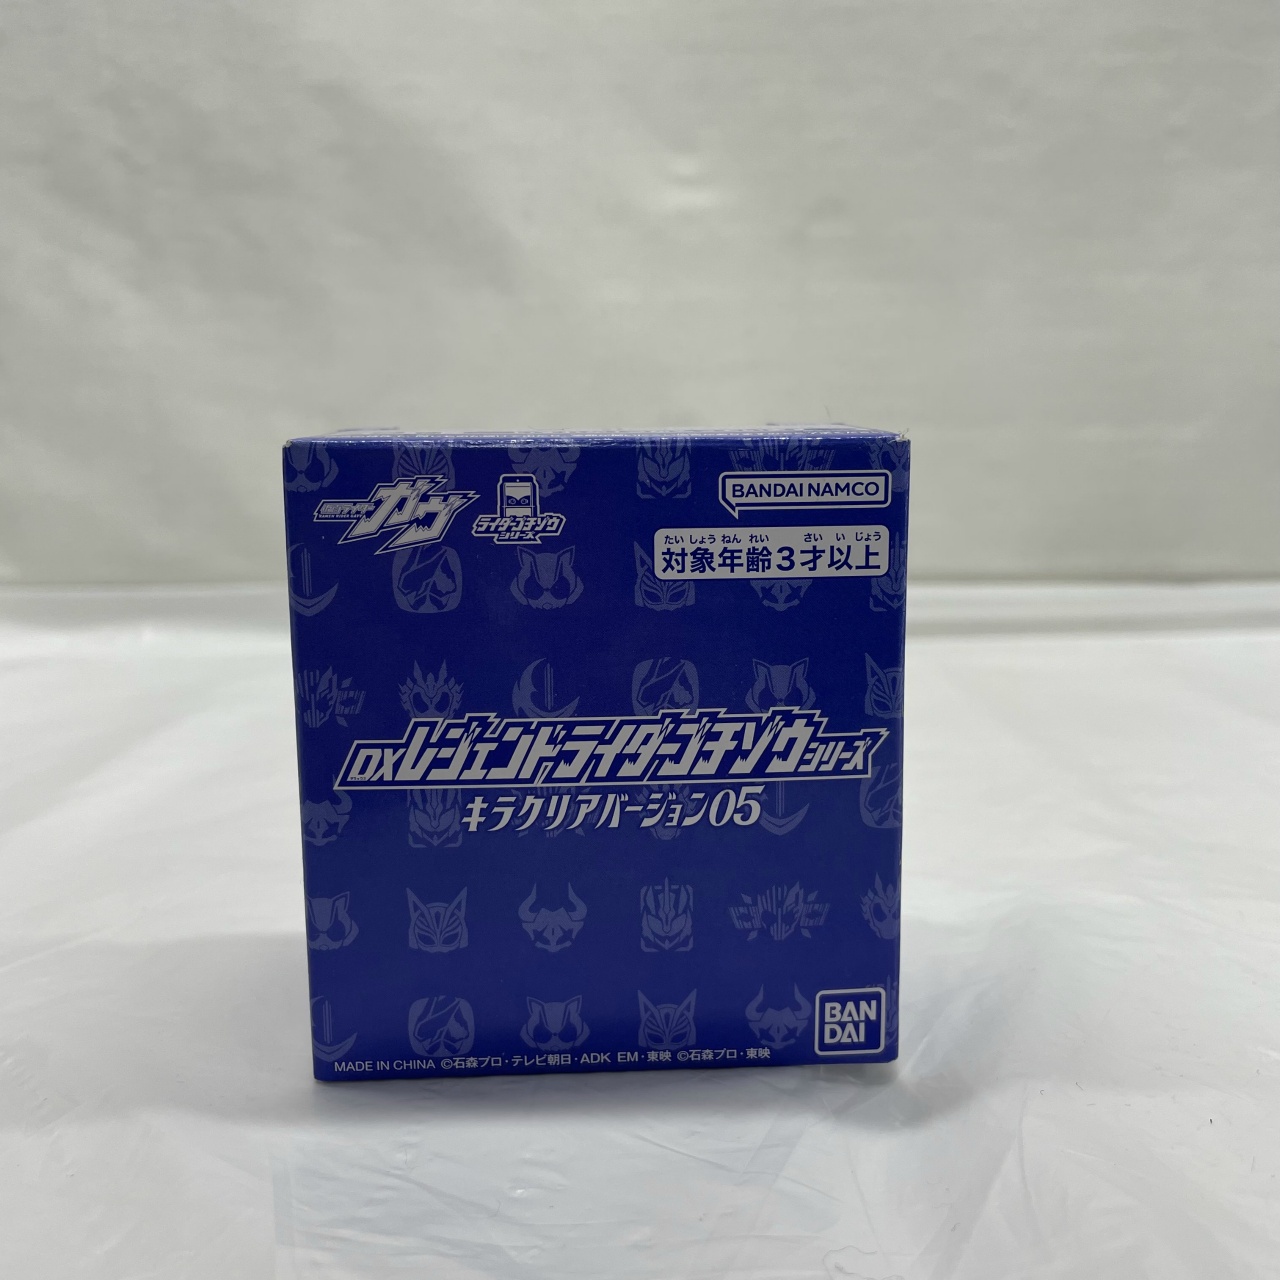 仮面ライダー
KAMEN RIDER GAVV
ガヴ
ライダーゴチゾウ
シリーズ
BANDAI NAMCO
たい しょう ねん れい さい い じょう
対象年齢3才以上
DXレジェンドライダーゴチゾウシリーズ
キラクリアバージョン05
BAN
DAI
MADE IN CHINA ©石森プロ・テレビ朝日・ADK EM・東映 ©石森プロ・東映